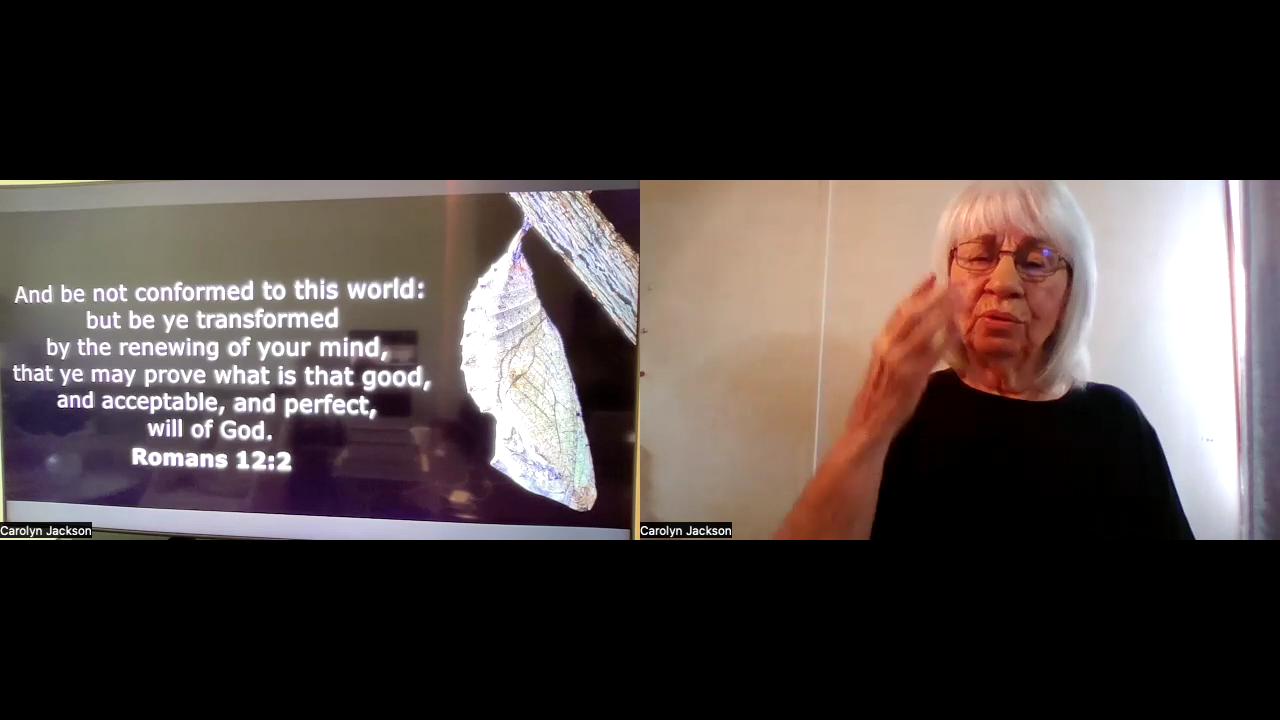 And be not conformed to this world:
but be ye transformed
by the renewing of your mind,
that ye may prove what is that good,
and acceptable, and perfect,
will of God.
Romans 12:2
Carolyn Jackson
Carolyn Jackson